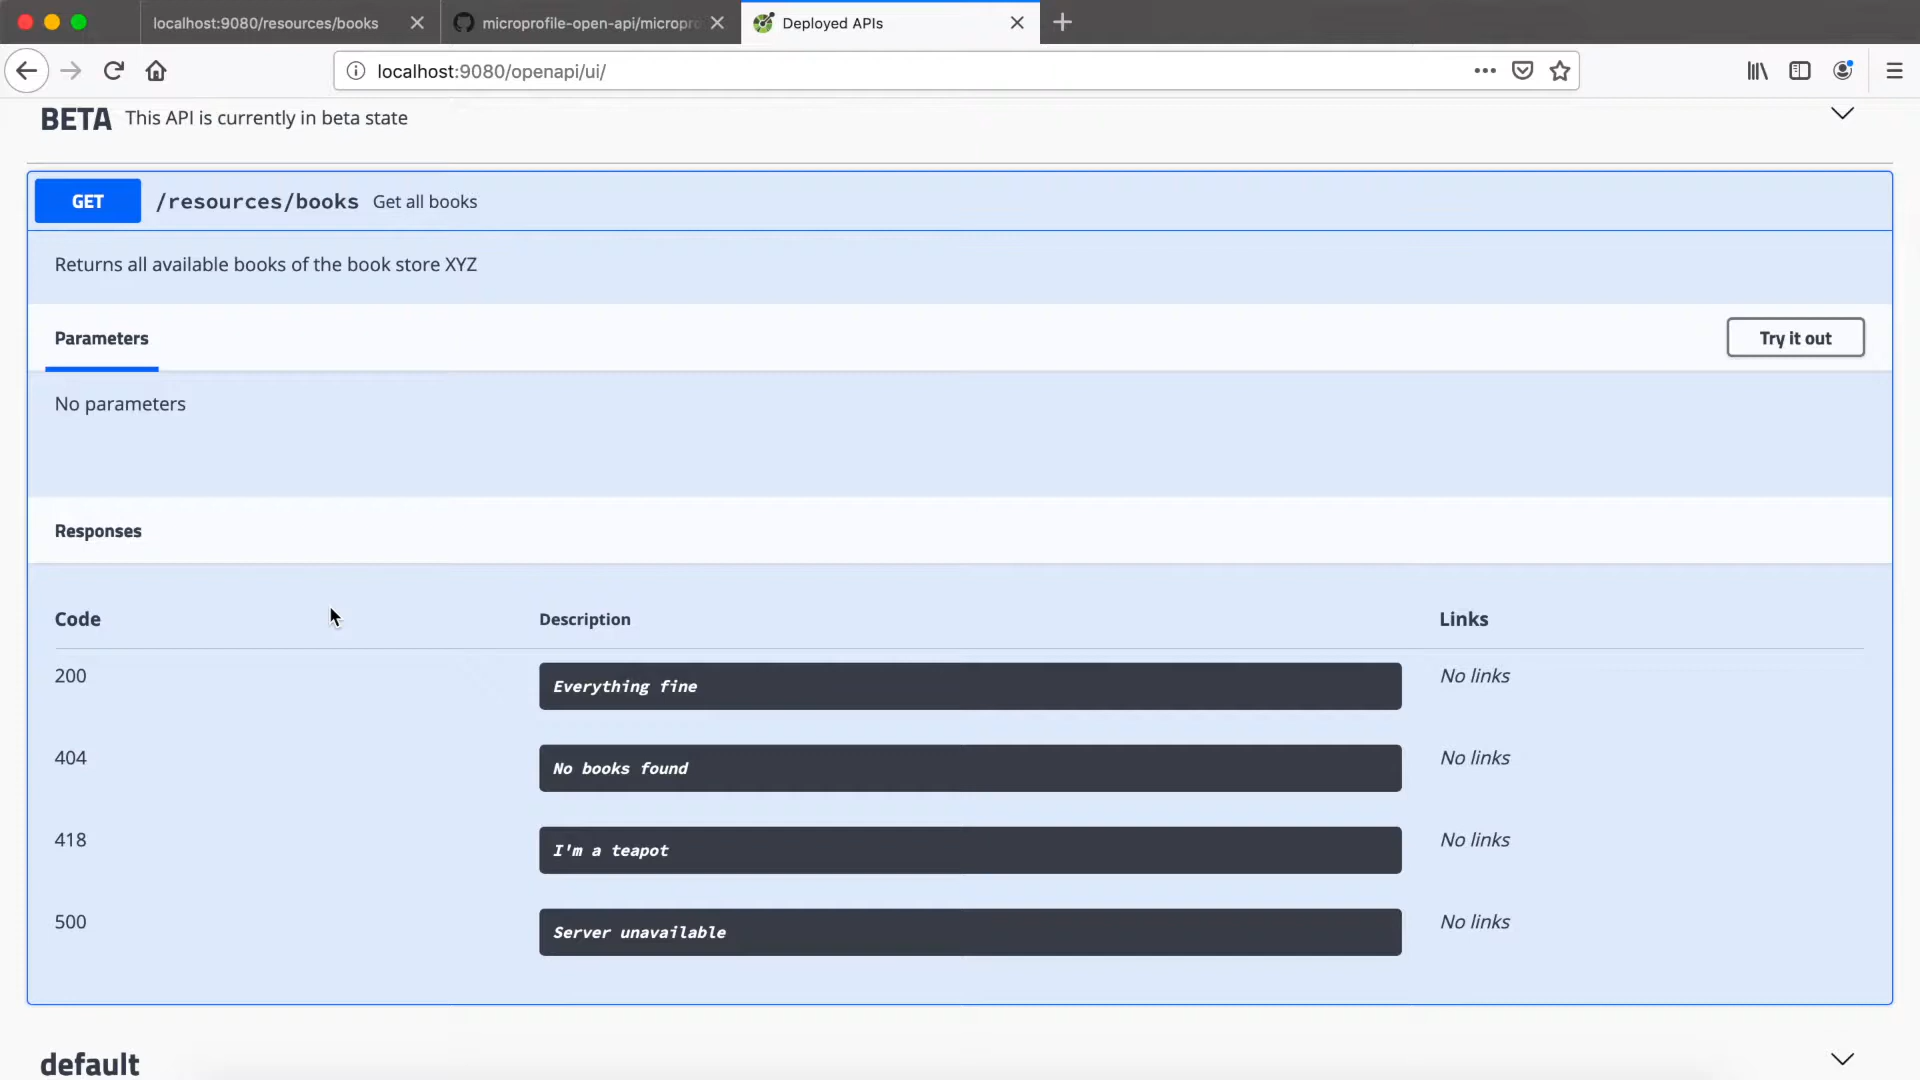 localhost:9080/resources/books
microprofile-open-api/micropro
Deployed APIs
localhost:9080/openapi/ui/
BETA This API is currently in beta state
GET /resources/books Get all books
Returns all available books of the book store XYZ
Parameters
Try it out
No parameters
Responses
Code Description Links
200 Everything fine No links
404 No books found No links
418 I'm a teapot No links
500 Server unavailable No links
default